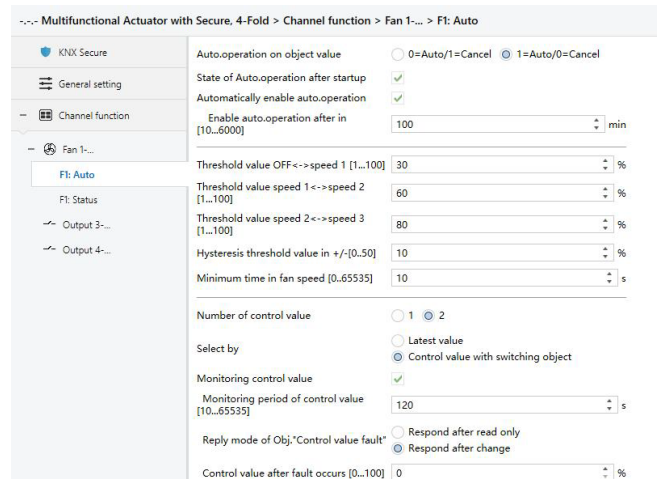 -.-.- Multifunctional Actuator with Secure, 4-Fold > Channel function > Fan 1-... > F1: Auto
KNX Secure
General setting
Channel function
Fan 1-...
F1: Auto
F1: Status
Output 3-...
Output 4-...
Auto.operation on object value
0=Auto/1=Cancel
1=Auto/0=Cancel
State of Auto.operation after startup
Automatically enable auto.operation
Enable auto.operation after in
[10...6000]
100
min
Threshold value OFF<->speed 1 [1...100]
30
%
Threshold value speed 1<->speed 2
[1...100]
60
%
Threshold value speed 2<->speed 3
[1...100]
80
%
Hysteresis threshold value in +/-[0..50]
10
%
Minimum time in fan speed [0..65535]
10
s
Number of control value
1
2
Select by
Latest value
Control value with switching object
Monitoring control value
Monitoring period of control value
[10...65535]
120
s
Reply mode of Obj."Control value fault"
Respond after read only
Respond after change
Control value after fault occurs [0...100]
0
%